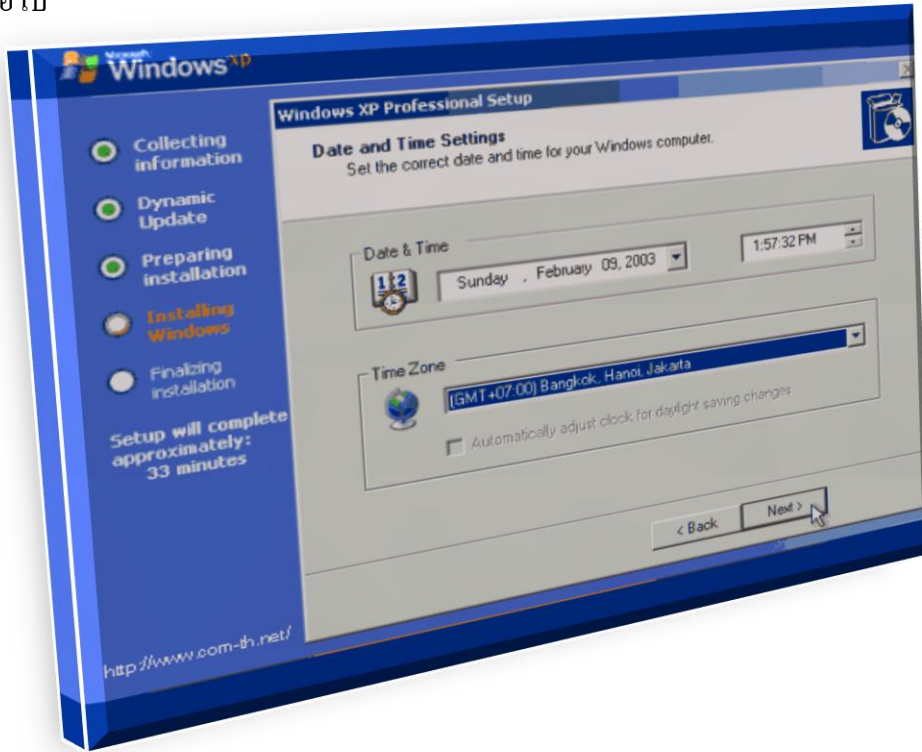 Microsoft
Windows xp
Collecting
information
Dynamic
Update
Preparing
installation
Installing
Windows
Finalizing
installation
Setup will complete
approximately:
33 minutes
http://www.com-th.net/
Windows XP Professional Setup
Date and Time Settings
Set the correct date and time for your Windows computer.
Date & Time
12
Sunday , February 09, 2003
1:57:32 PM
Time Zone
(GMT+07:00) Bangkok, Hanoi, Jakarta
Automatically adjust clock for daylight saving changes
< Back
Next >